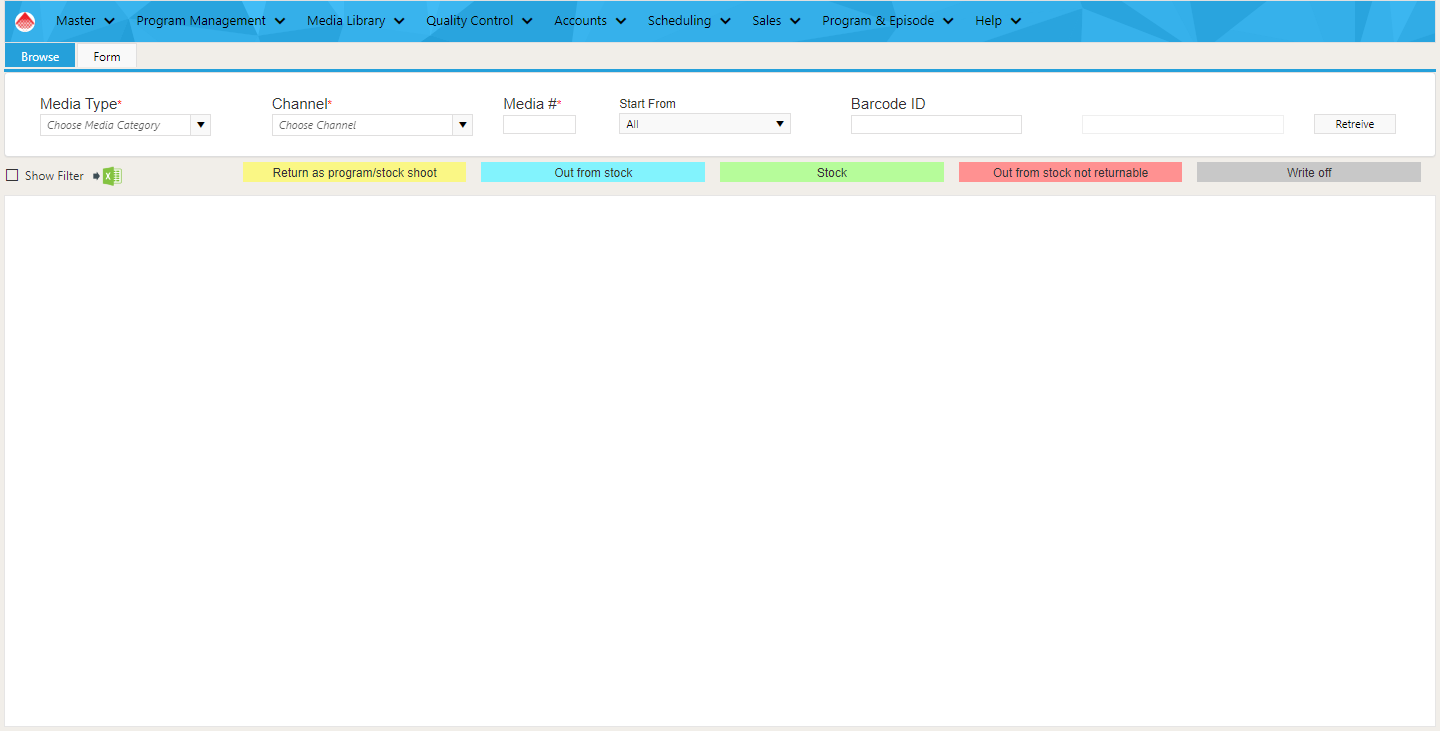 Master Program Management Media Library Quality Control Accounts Scheduling Sales Program & Episode Help
Browse Form
Media Type* Channel* Media #* Start From Barcode ID
Choose Media Category Choose Channel All Retreive
Show Filter Return as program/stock shoot Out from stock Stock Out from stock not returnable Write off